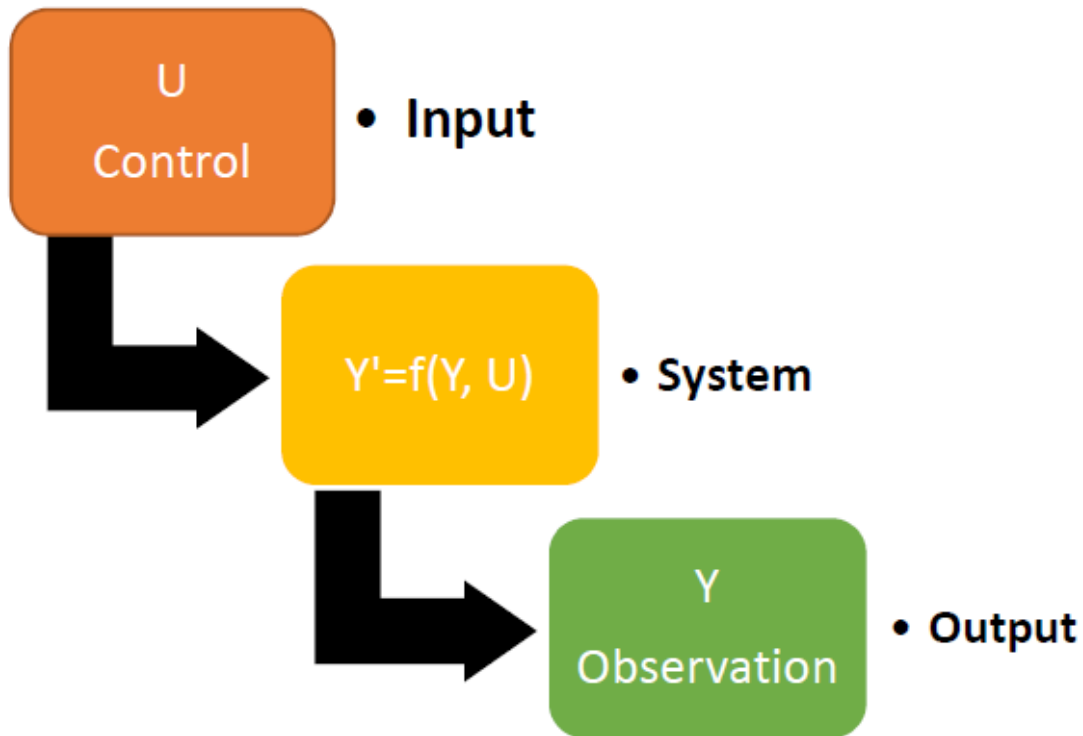 U
Control
• Input
Y'=f(Y, U)
• System
Y
Observation
• Output